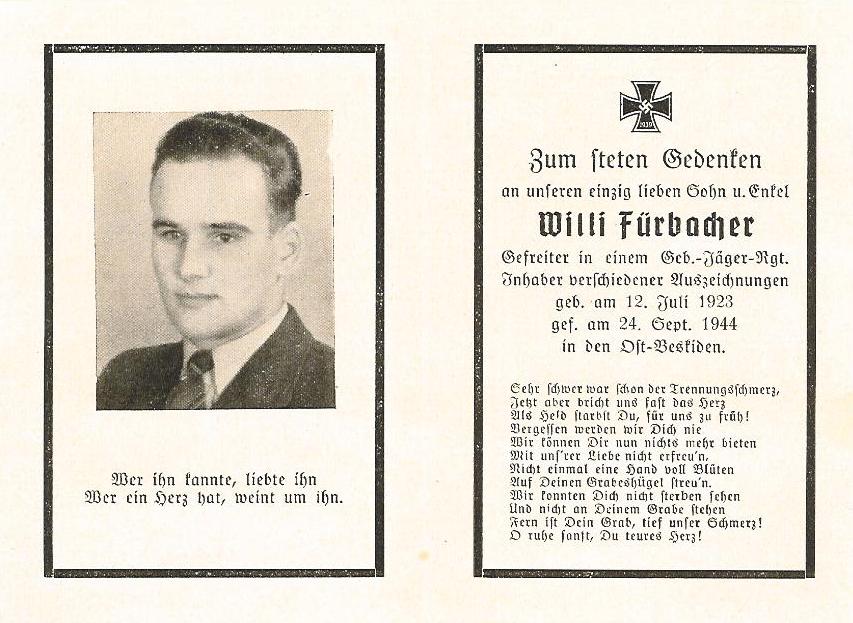 Wer ihn kannte, liebte ihn
Wer ein Herz hat, weint um ihn.
1939
Zum steten Gedenken
an unseren einzig lieben Sohn u. Enkel
Willi Fürbacher
Gefreiter in einem Geb.-Jäger-Rgt.
Inhaber verschiedener Auszeichnungen
geb. am 12. Juli 1923
gef. am 24. Sept. 1944
in den Ost-Beskiden.
Sehr schwer war schon der Trennungsschmerz,
Jetzt aber bricht uns fast das Herz
Als Held starbst Du, für uns zu früh!
Vergessen werden wir Dich nie
Wir können Dir nun nichts mehr bieten
Mit uns'rer Liebe nicht erfreu'n,
Nicht einmal eine Hand voll Blüten
Auf Deinen Grabeshügel streu'n.
Wir konnten Dich nicht sterben sehen
Und nicht an Deinem Grabe stehen
Fern ist Dein Grab, tief unser Schmerz!
O ruhe sanft, Du teures Herz!